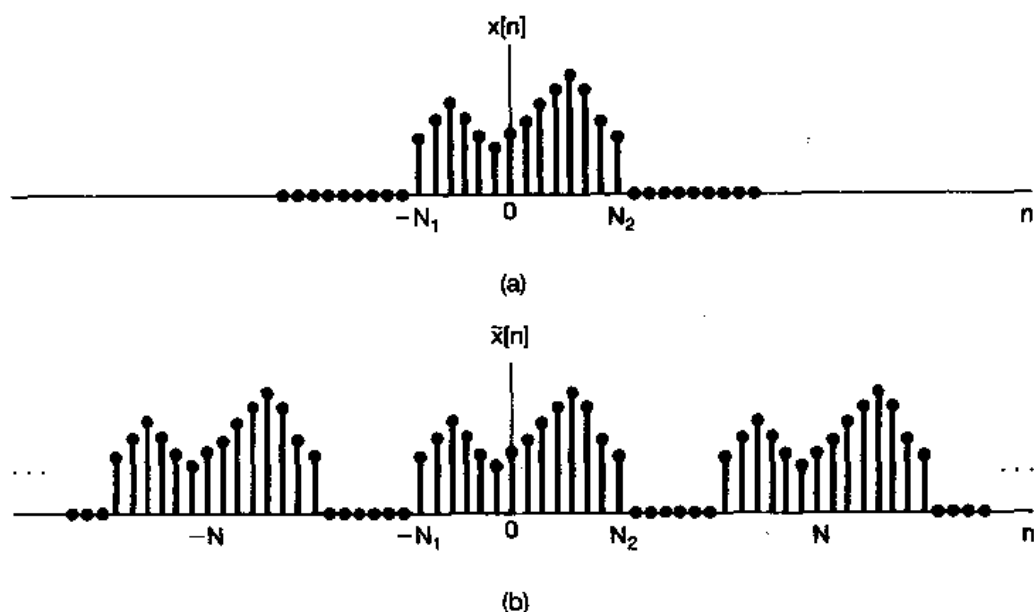 x[n]
−N₁ 0 N₂ n
(a)
x̃[n]
... ...
−N −N₁ 0 N₂ N n
(b)